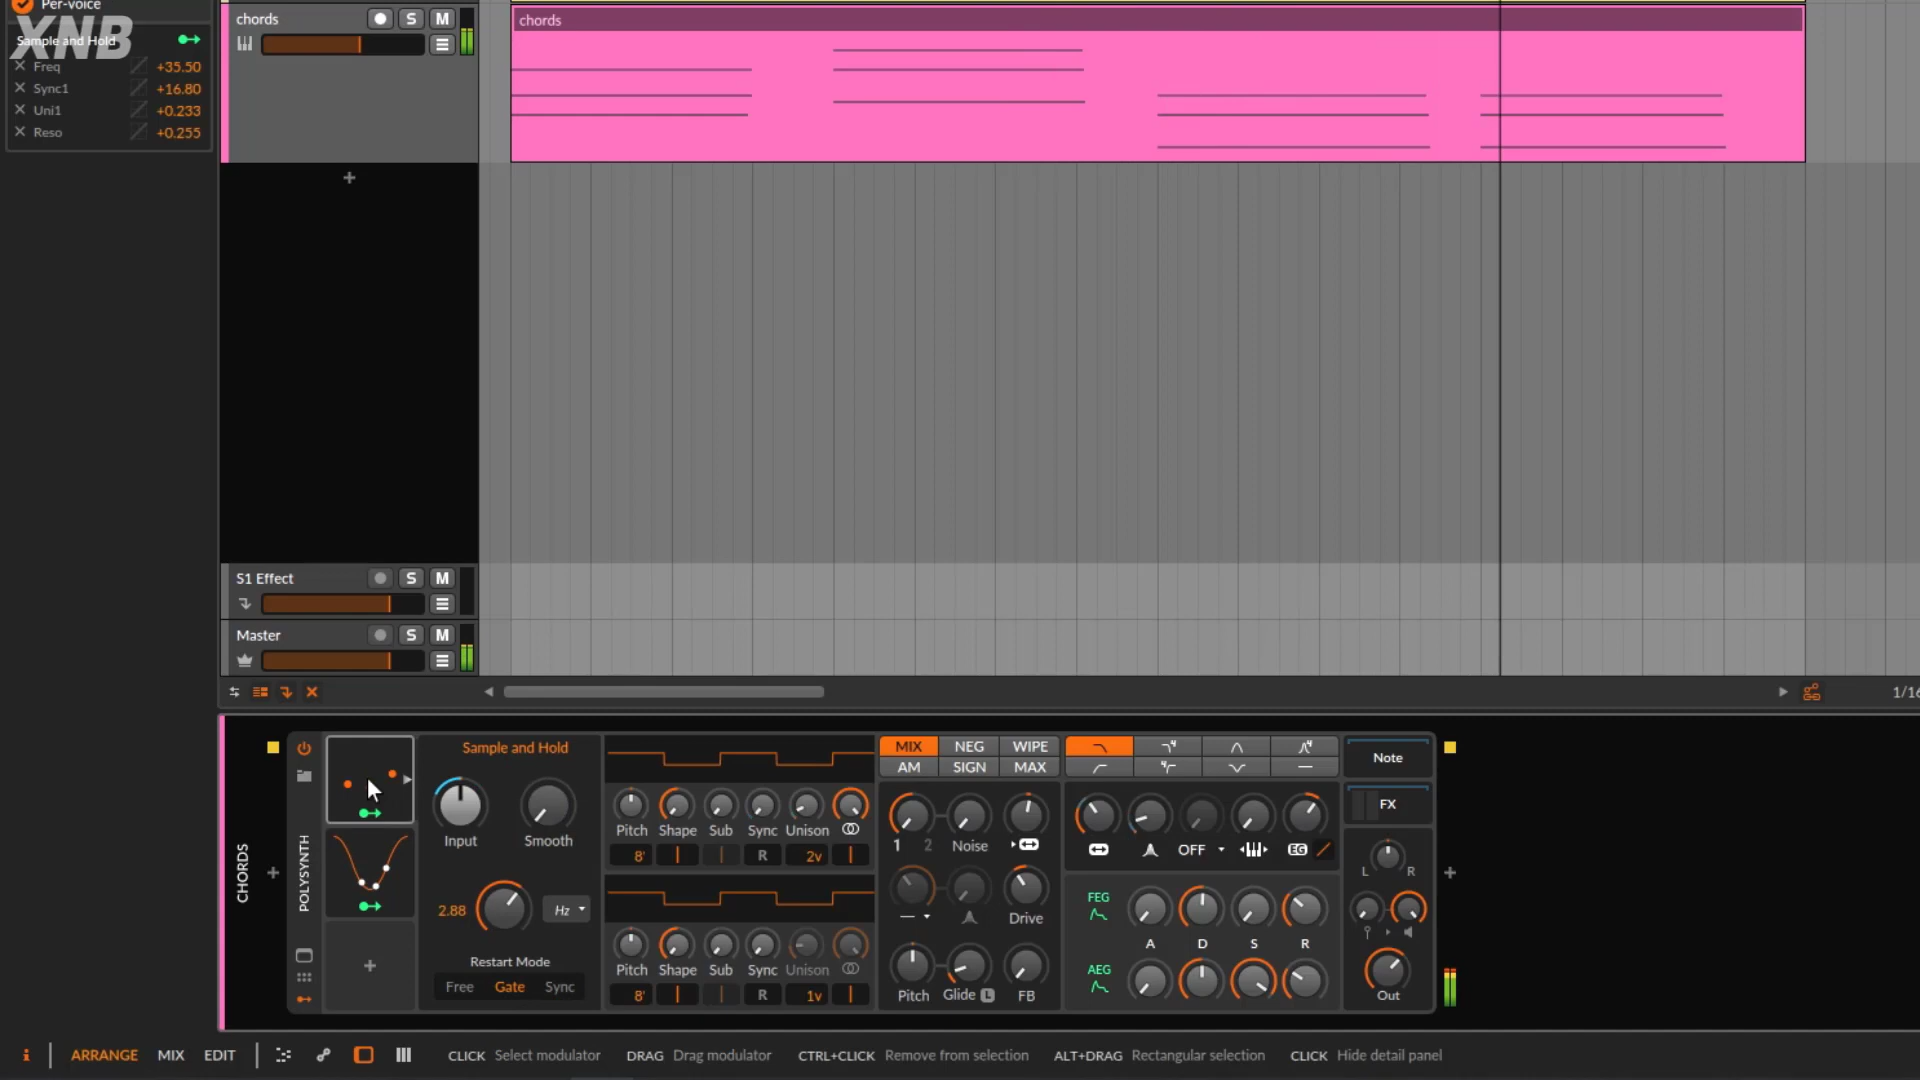 Per-voice
XNB
Sample and Hold
Freq +35.50
Sync1 +16.80
Uni1 +0.233
Reso +0.255
chords S M
chords
+
S1 Effect S M
Master S M
1/16
CHORDS
+
POLYSYNTH
+
Sample and Hold
Input Smooth
2.88 Hz
Restart Mode
Free Gate Sync
Pitch Shape Sub Sync Unison
8' R 2v
Pitch Shape Sub Sync Unison
8' R 1v
MIX NEG WIPE
AM SIGN MAX
1 2 Noise
Drive
Pitch Glide L FB
OFF EG
FEG
A D S R
AEG
Note
FX
L R
Out
+
i ARRANGE MIX EDIT CLICK Select modulator DRAG Drag modulator CTRL+CLICK Remove from selection ALT+DRAG Rectangular selection CLICK Hide detail panel